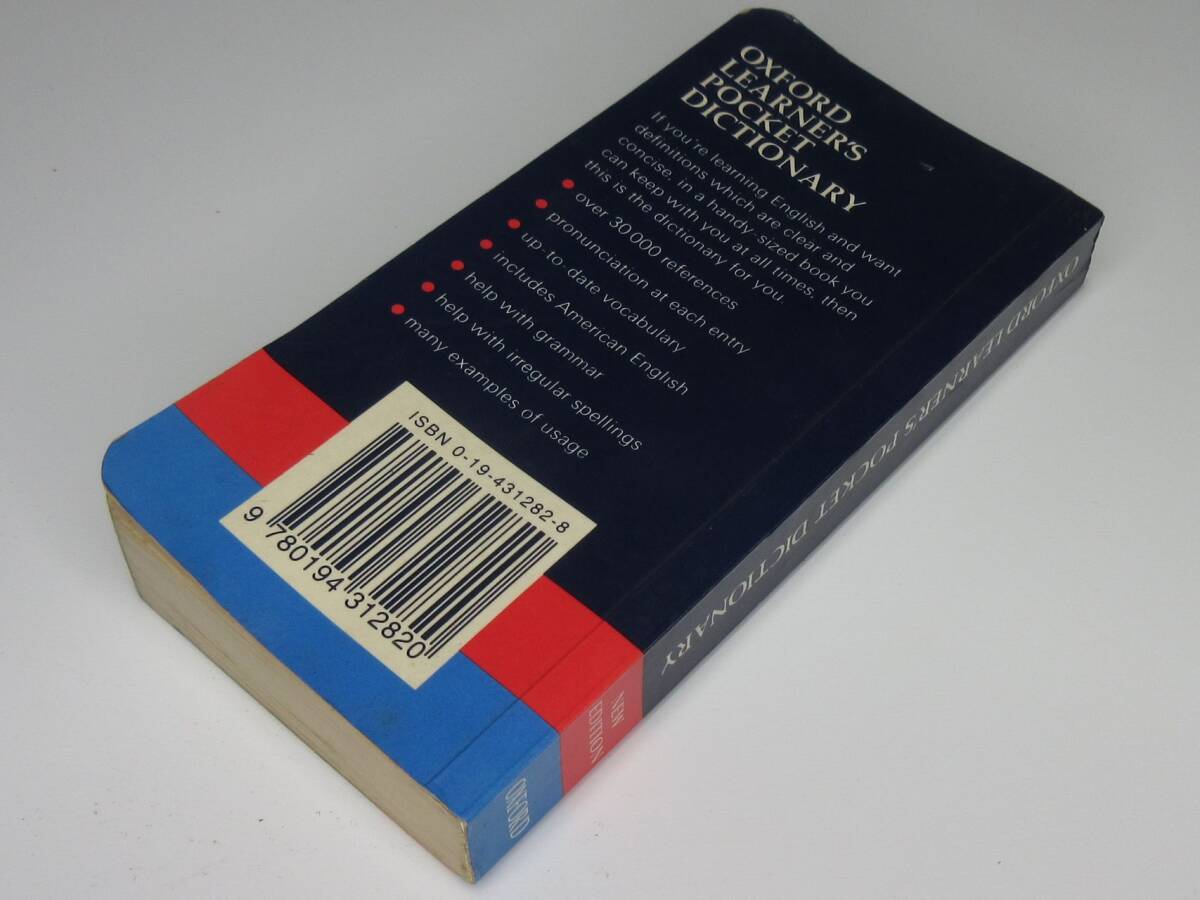 OXFORD
LEARNER'S
POCKET
DICTIONARY
If you're learning English and want
definitions which are clear and
concise, in a handy-sized book you
can keep with you at all times, then
this is the dictionary for you.
over 30000 references
pronunciation at each entry
up-to-date vocabulary
includes American English
help with grammar
help with irregular spellings
many examples of usage
ISBN 0-19-431282-8
9 780194 312820
OXFORD LEARNER'S POCKET DICTIONARY
NEW
EDITION
OXFORD